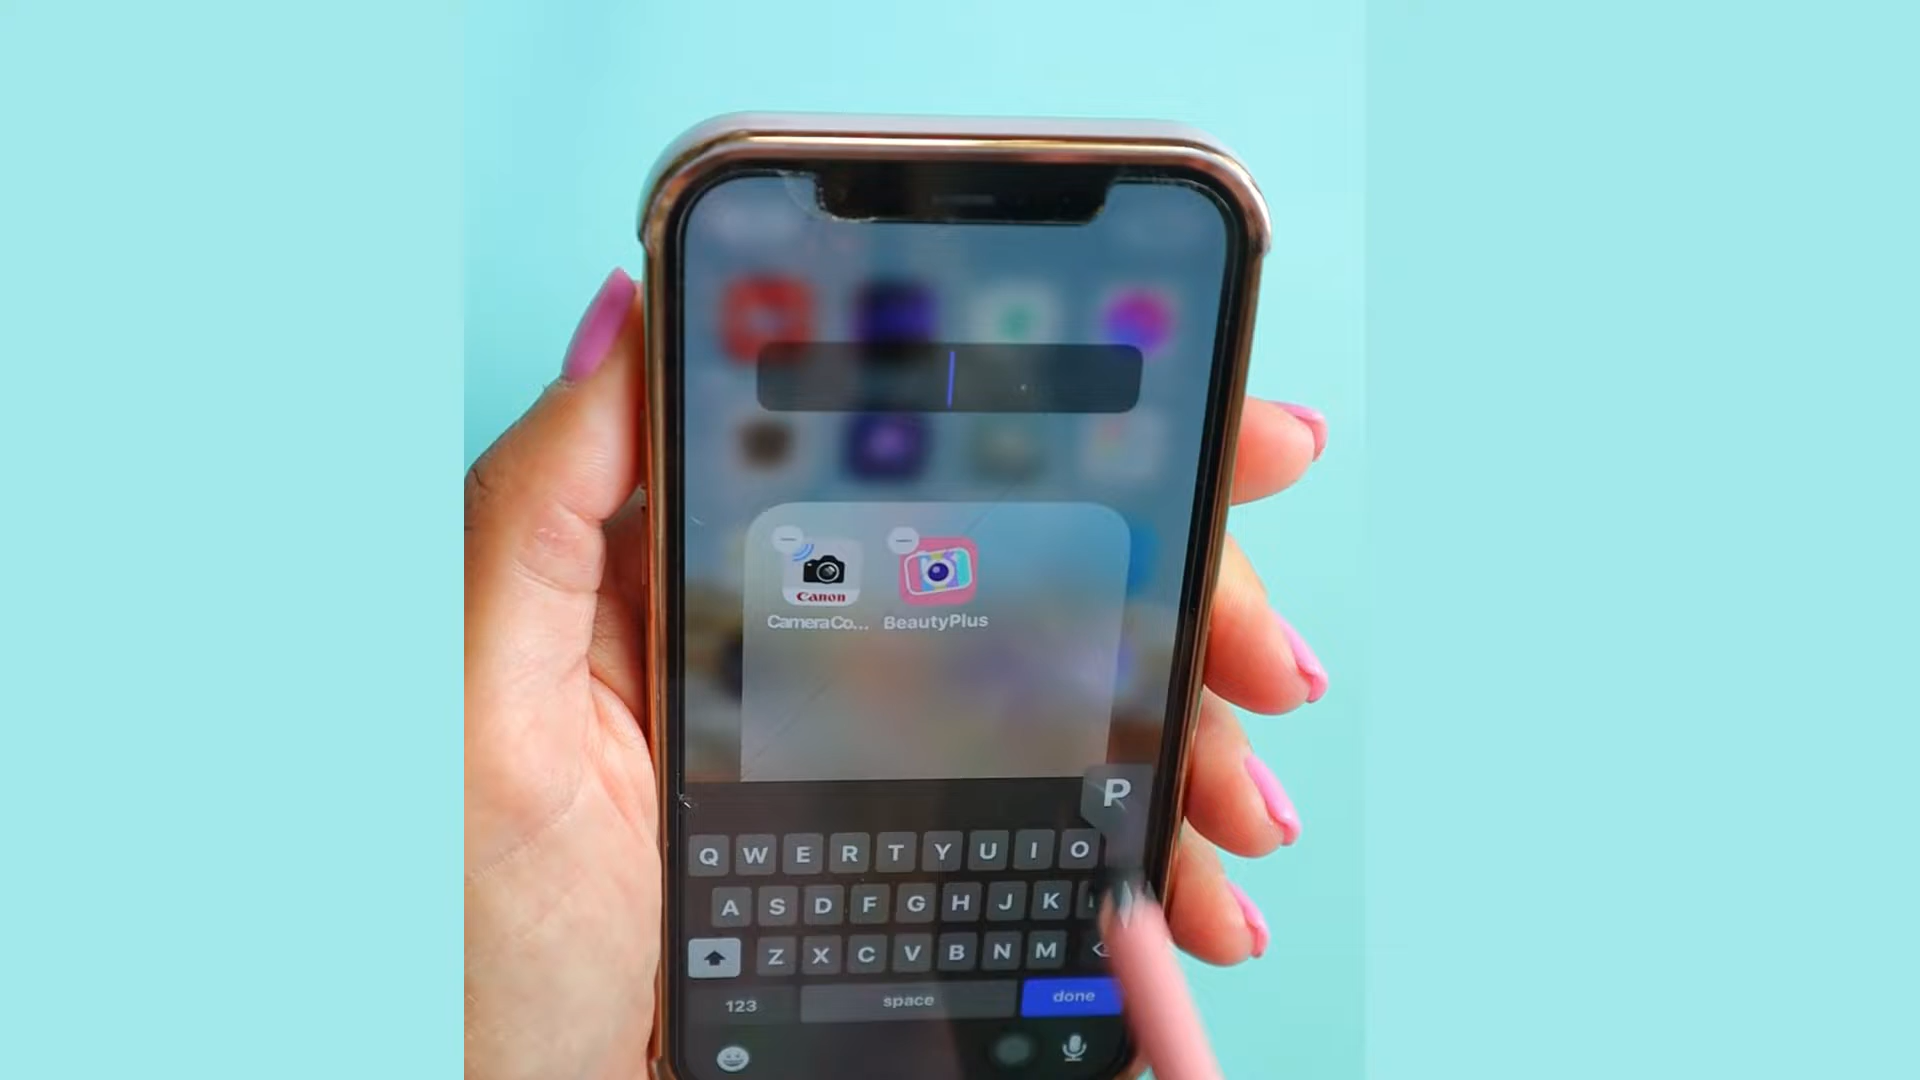 Canon
CameraCo... BeautyPlus
P
Q W E R T Y U I O
A S D F G H J K
Z X C V B N M
123 space done